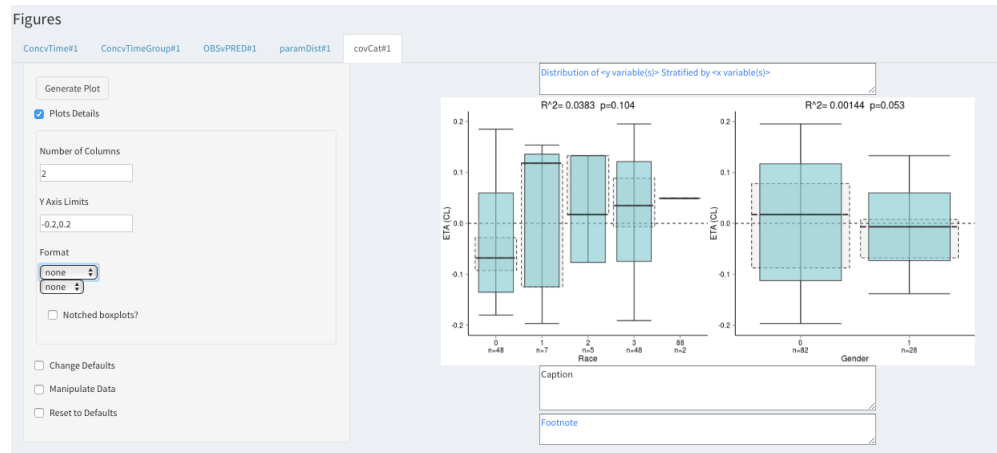 Figures
ConcvTime#1 ConcvTimeGroup#1 OBSvPRED#1 paramDist#1 covCat#1
Generate Plot
Plots Details
Number of Columns
2
Y Axis Limits
-0.2,0.2
Format
none
none
Notched boxplots?
Change Defaults
Manipulate Data
Reset to Defaults
Distribution of <y variable(s)> Stratified by <x variable(s)>
R^2= 0.0383 p=0.104
0.2
0.1
0.0
-0.1
-0.2
ETA (CL)
0 1 2 3 88
n=48 n=7 n=5 n=48 n=2
Race
R^2= 0.00144 p=0.053
0.2
0.1
0.0
-0.1
-0.2
ETA (CL)
0 1
n=82 n=28
Gender
Caption
Footnote